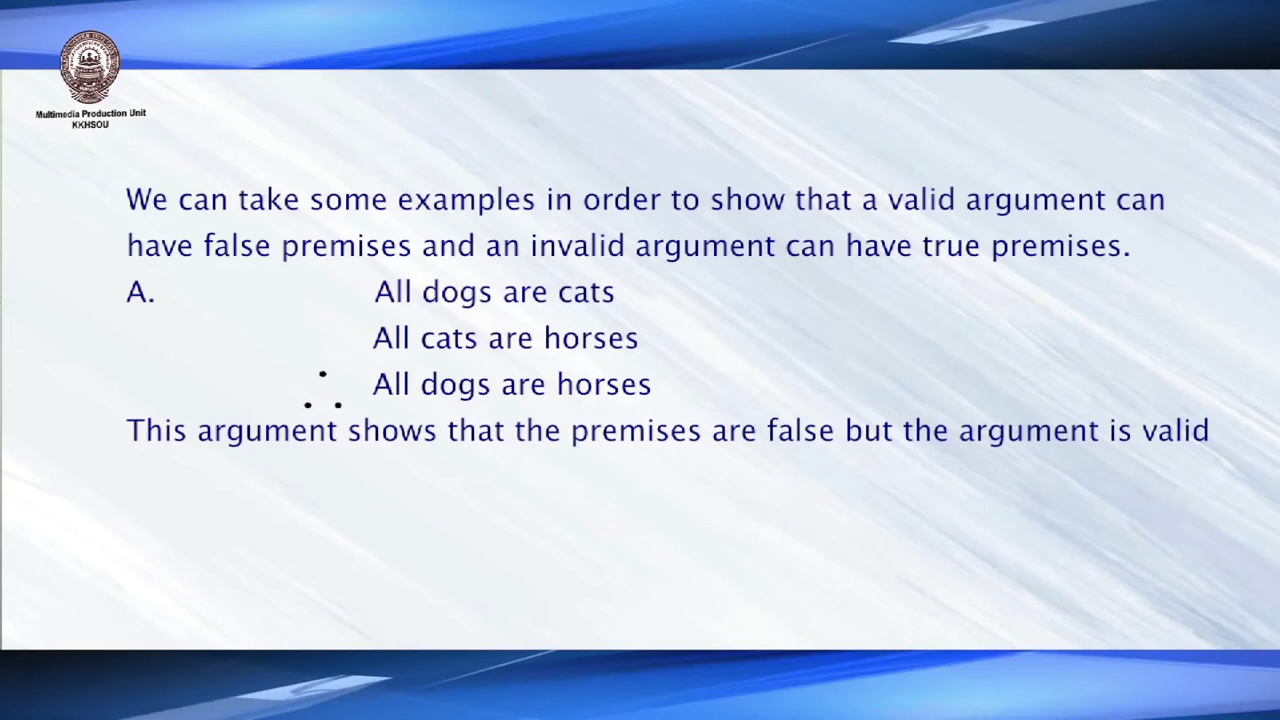 Multimedia Production Unit
KKHSOU
We can take some examples in order to show that a valid argument can
have false premises and an invalid argument can have true premises.
A. All dogs are cats
All cats are horses
∴ All dogs are horses
This argument shows that the premises are false but the argument is valid